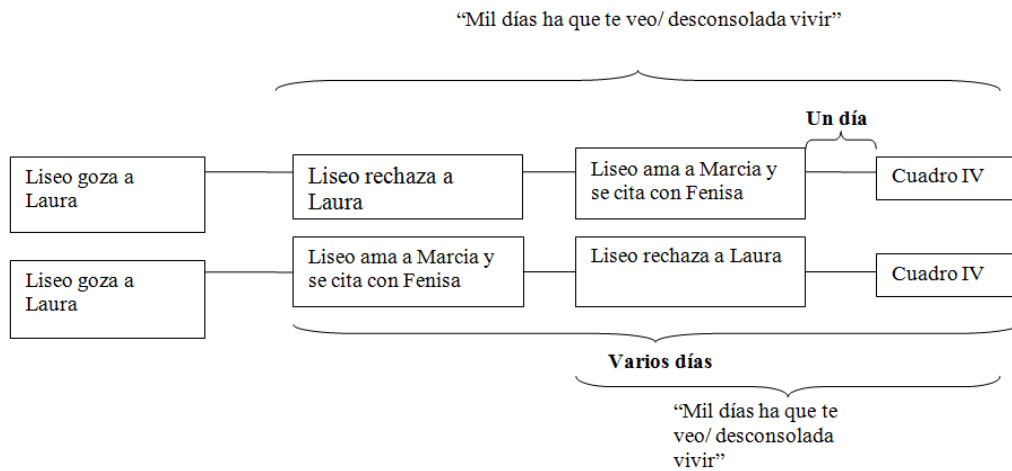 “Mil días ha que te veo/ desconsolada vivir”
Un día
Liseo goza a
Laura
Liseo rechaza a
Laura
Liseo ama a Marcia y
se cita con Fenisa
Cuadro IV
Liseo goza a
Laura
Liseo ama a Marcia y
se cita con Fenisa
Liseo rechaza a Laura
Cuadro IV
Varios días
“Mil días ha que te
veo/ desconsolada
vivir”